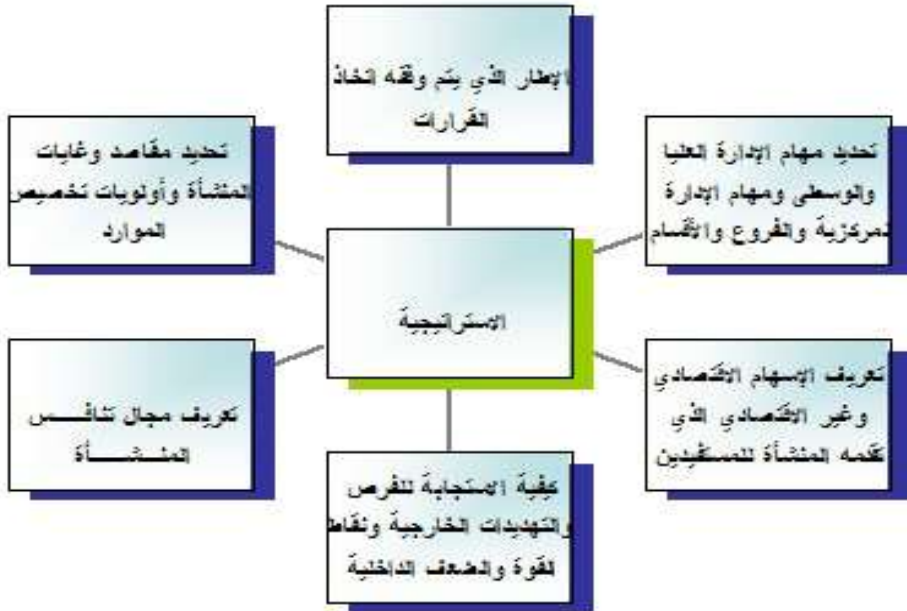 الإطار الذي يتم وفقه اتخاذ
القرارات
تحديد مهام الإدارة العليا
والوسطى ومهام الإدارة
المركزية والفروع والأقسام
تحديد مقاصد وغايات
المنشأة وأولويات تخصيص
الموارد
الاستراتيجية
تعريف الإسهام الاقتصادي
وغير الاقتصادي الذي
تقدمه المنشأة للمستفيدين
تعريف مجال تنافـــــس
المنـــشـــــأة
كيفية الاستجابة للفرص
والتهديدات الخارجية ونقاط
القوة والضعف الداخلية